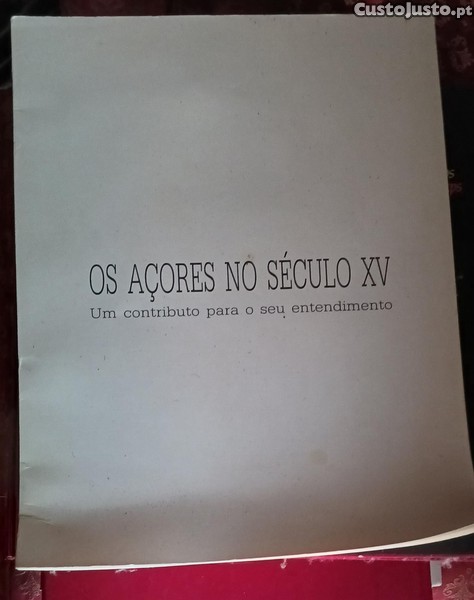 CustoJusto.pt
OS AÇORES NO SÉCULO XV
Um contributo para o seu entendimento